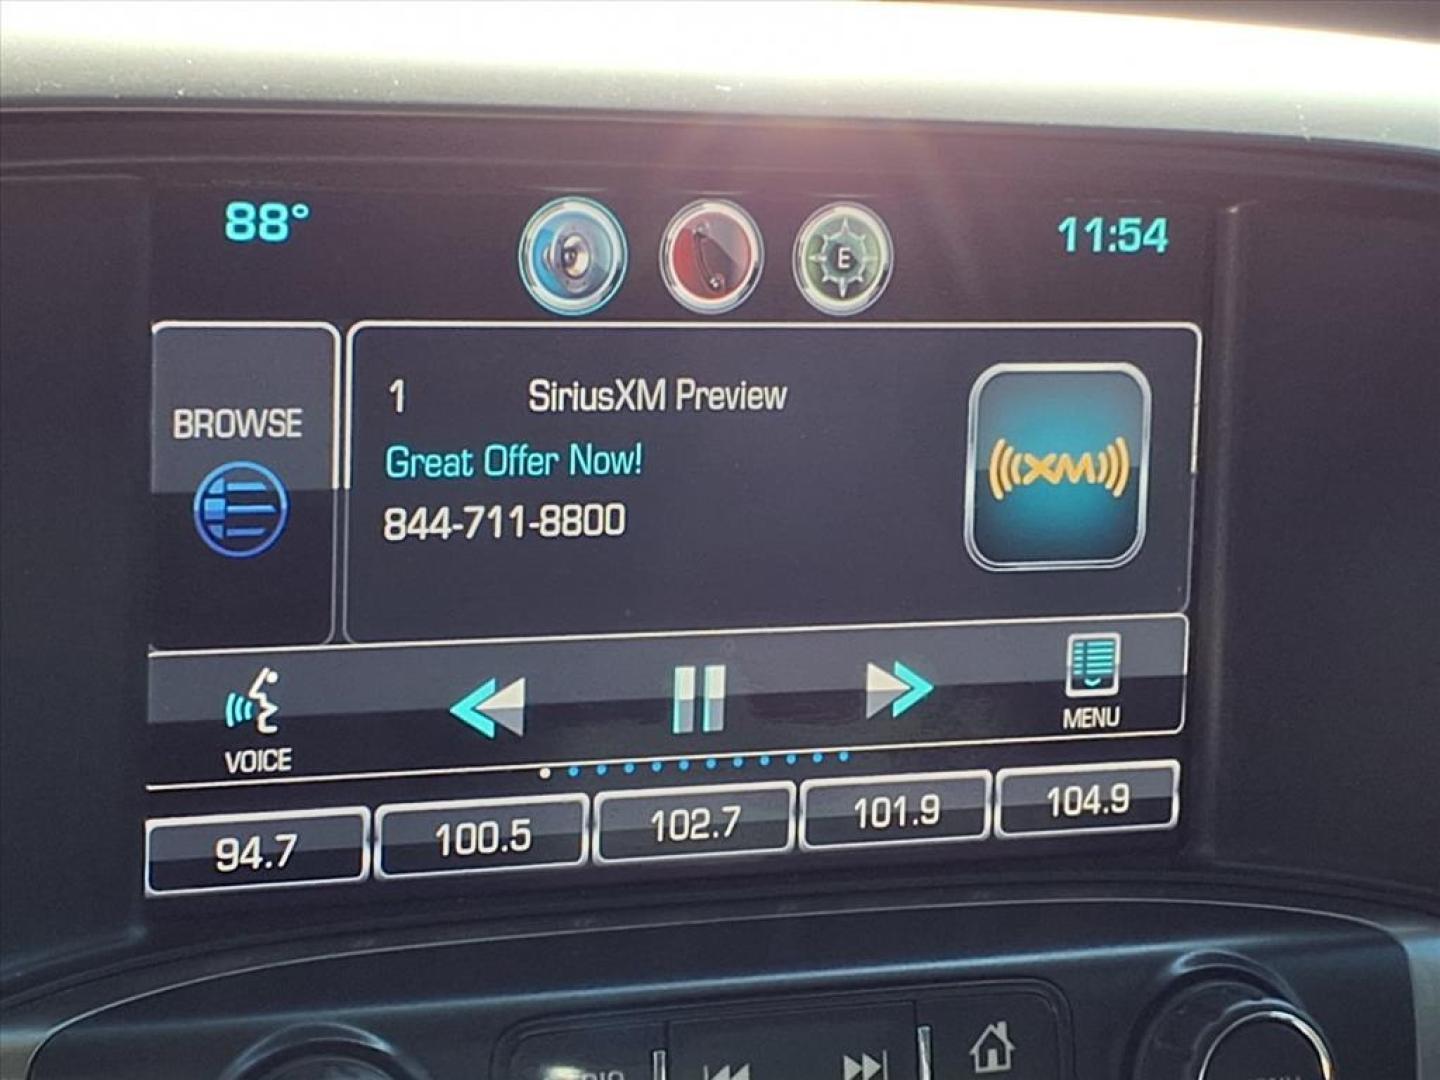 88° E 11:54
BROWSE
1 SiriusXM Preview
Great Offer Now!
844-711-8800
XM
VOICE
MENU
94.7 100.5 102.7 101.9 104.9